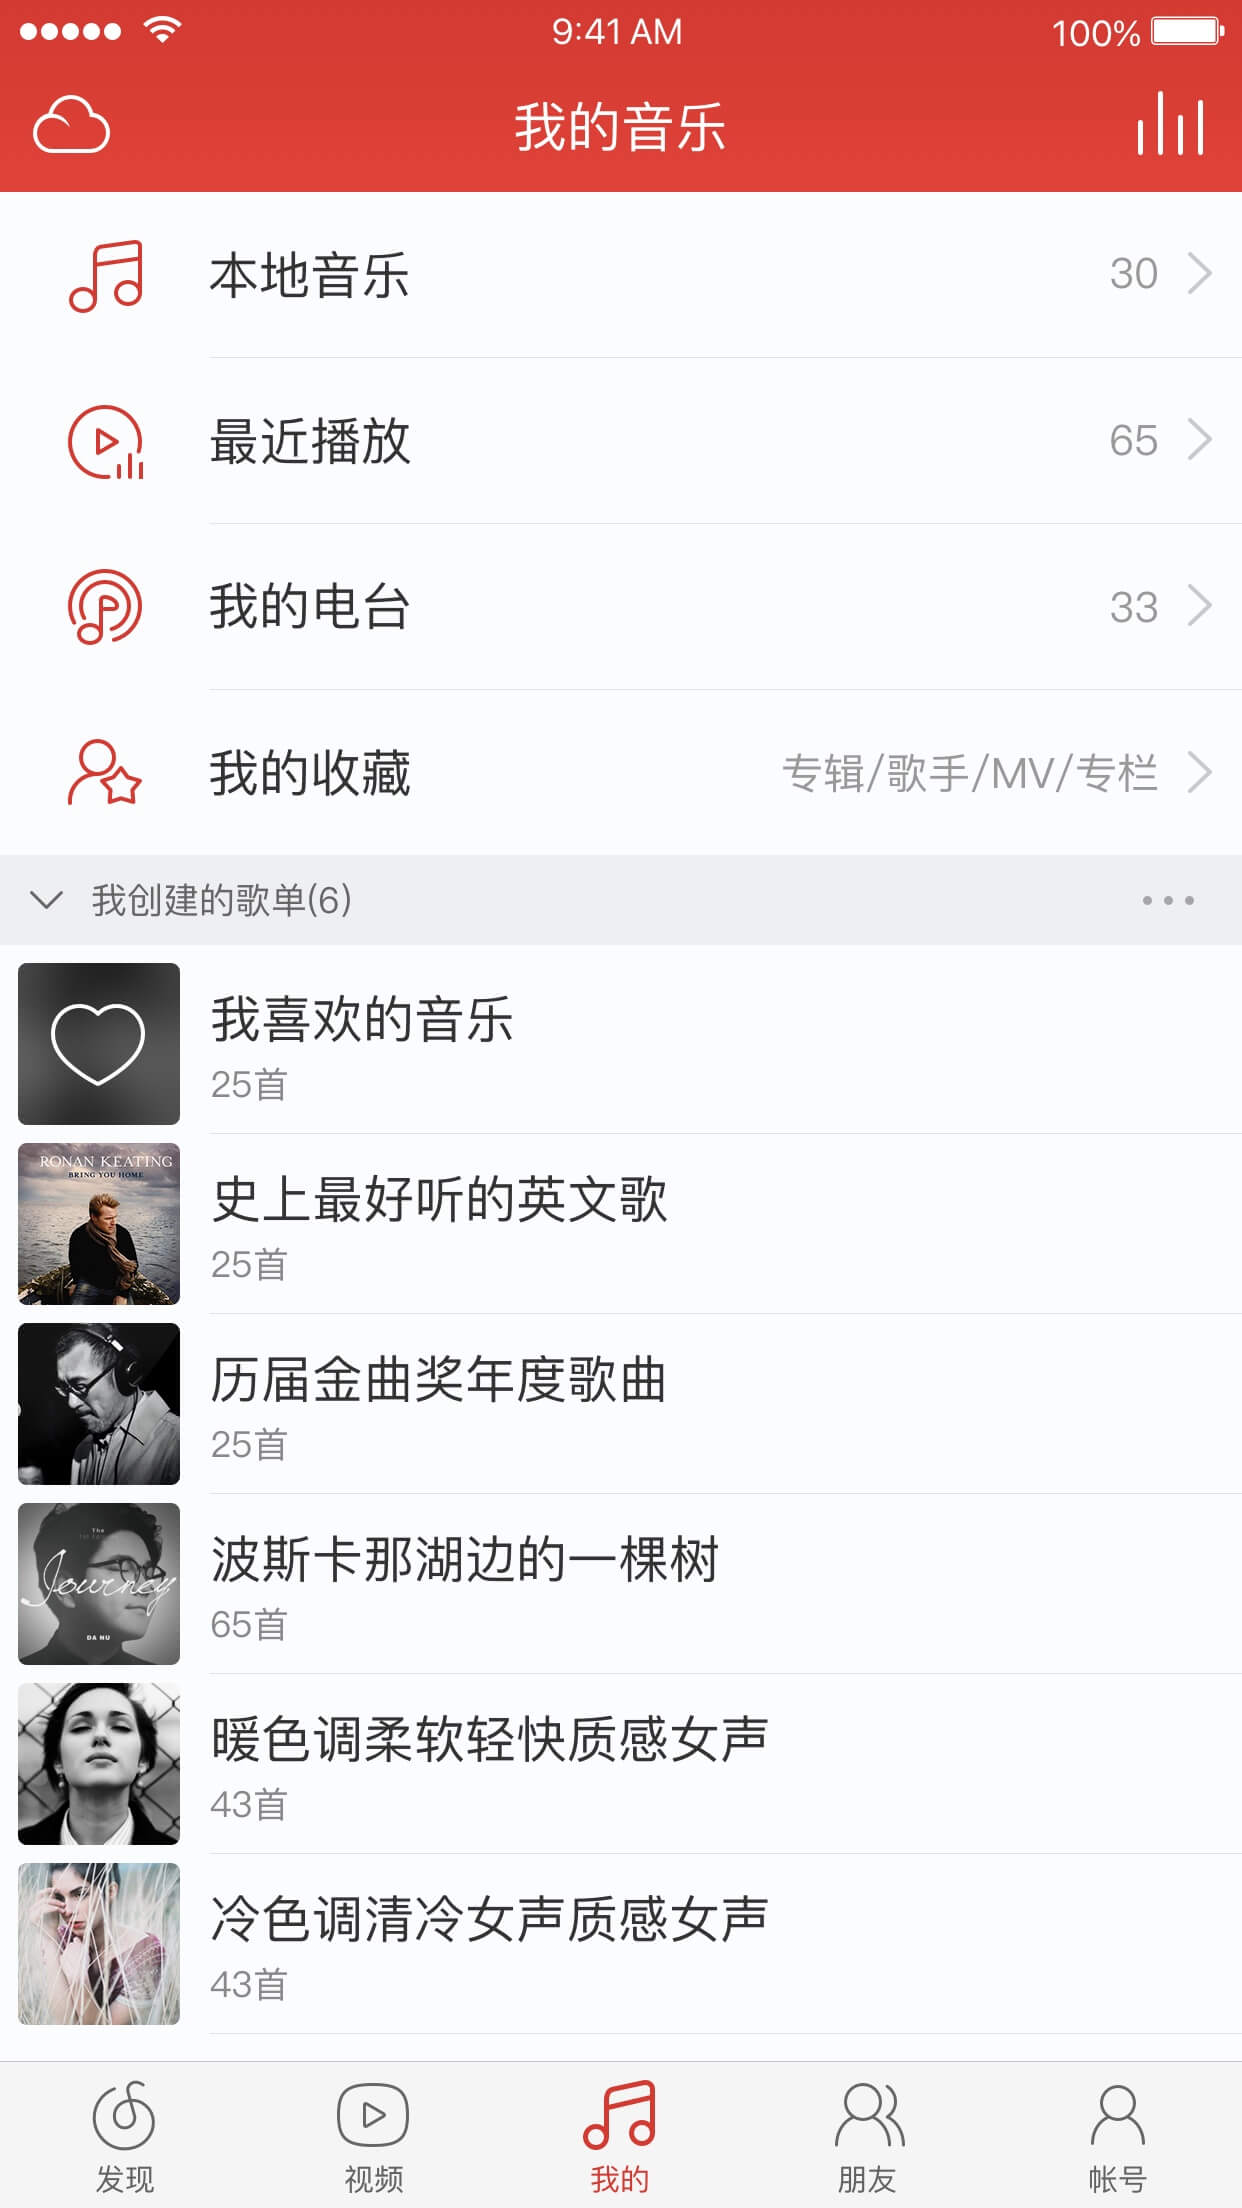 9:41 AM
100%
我的音乐
本地音乐
30
最近播放
65
我的电台
33
我的收藏
专辑/歌手/MV/专栏
我创建的歌单(6)
我喜欢的音乐
25首
RONAN KEATING
BRING YOU HOME
史上最好听的英文歌
25首
历届金曲奖年度歌曲
25首
The
Journey
DA NU
波斯卡那湖边的一棵树
65首
暖色调柔软轻快质感女声
43首
冷色调清冷女声质感女声
43首
发现
视频
我的
朋友
帐号